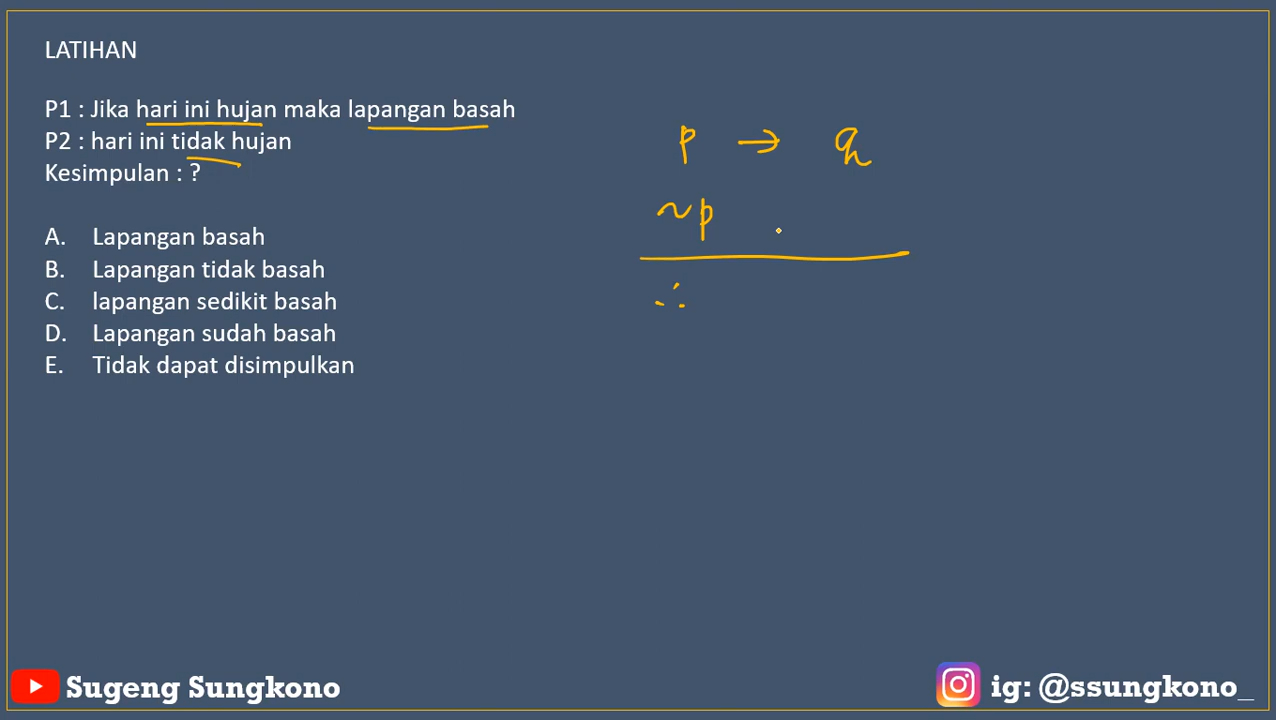 LATIHAN
P1 : Jika hari ini hujan maka lapangan basah
P2 : hari ini tidak hujan
Kesimpulan : ?
A. Lapangan basah
B. Lapangan tidak basah
C. lapangan sedikit basah
D. Lapangan sudah basah
E. Tidak dapat disimpulkan
p → q
~p
∴
Sugeng Sungkono
ig: @ssungkono_